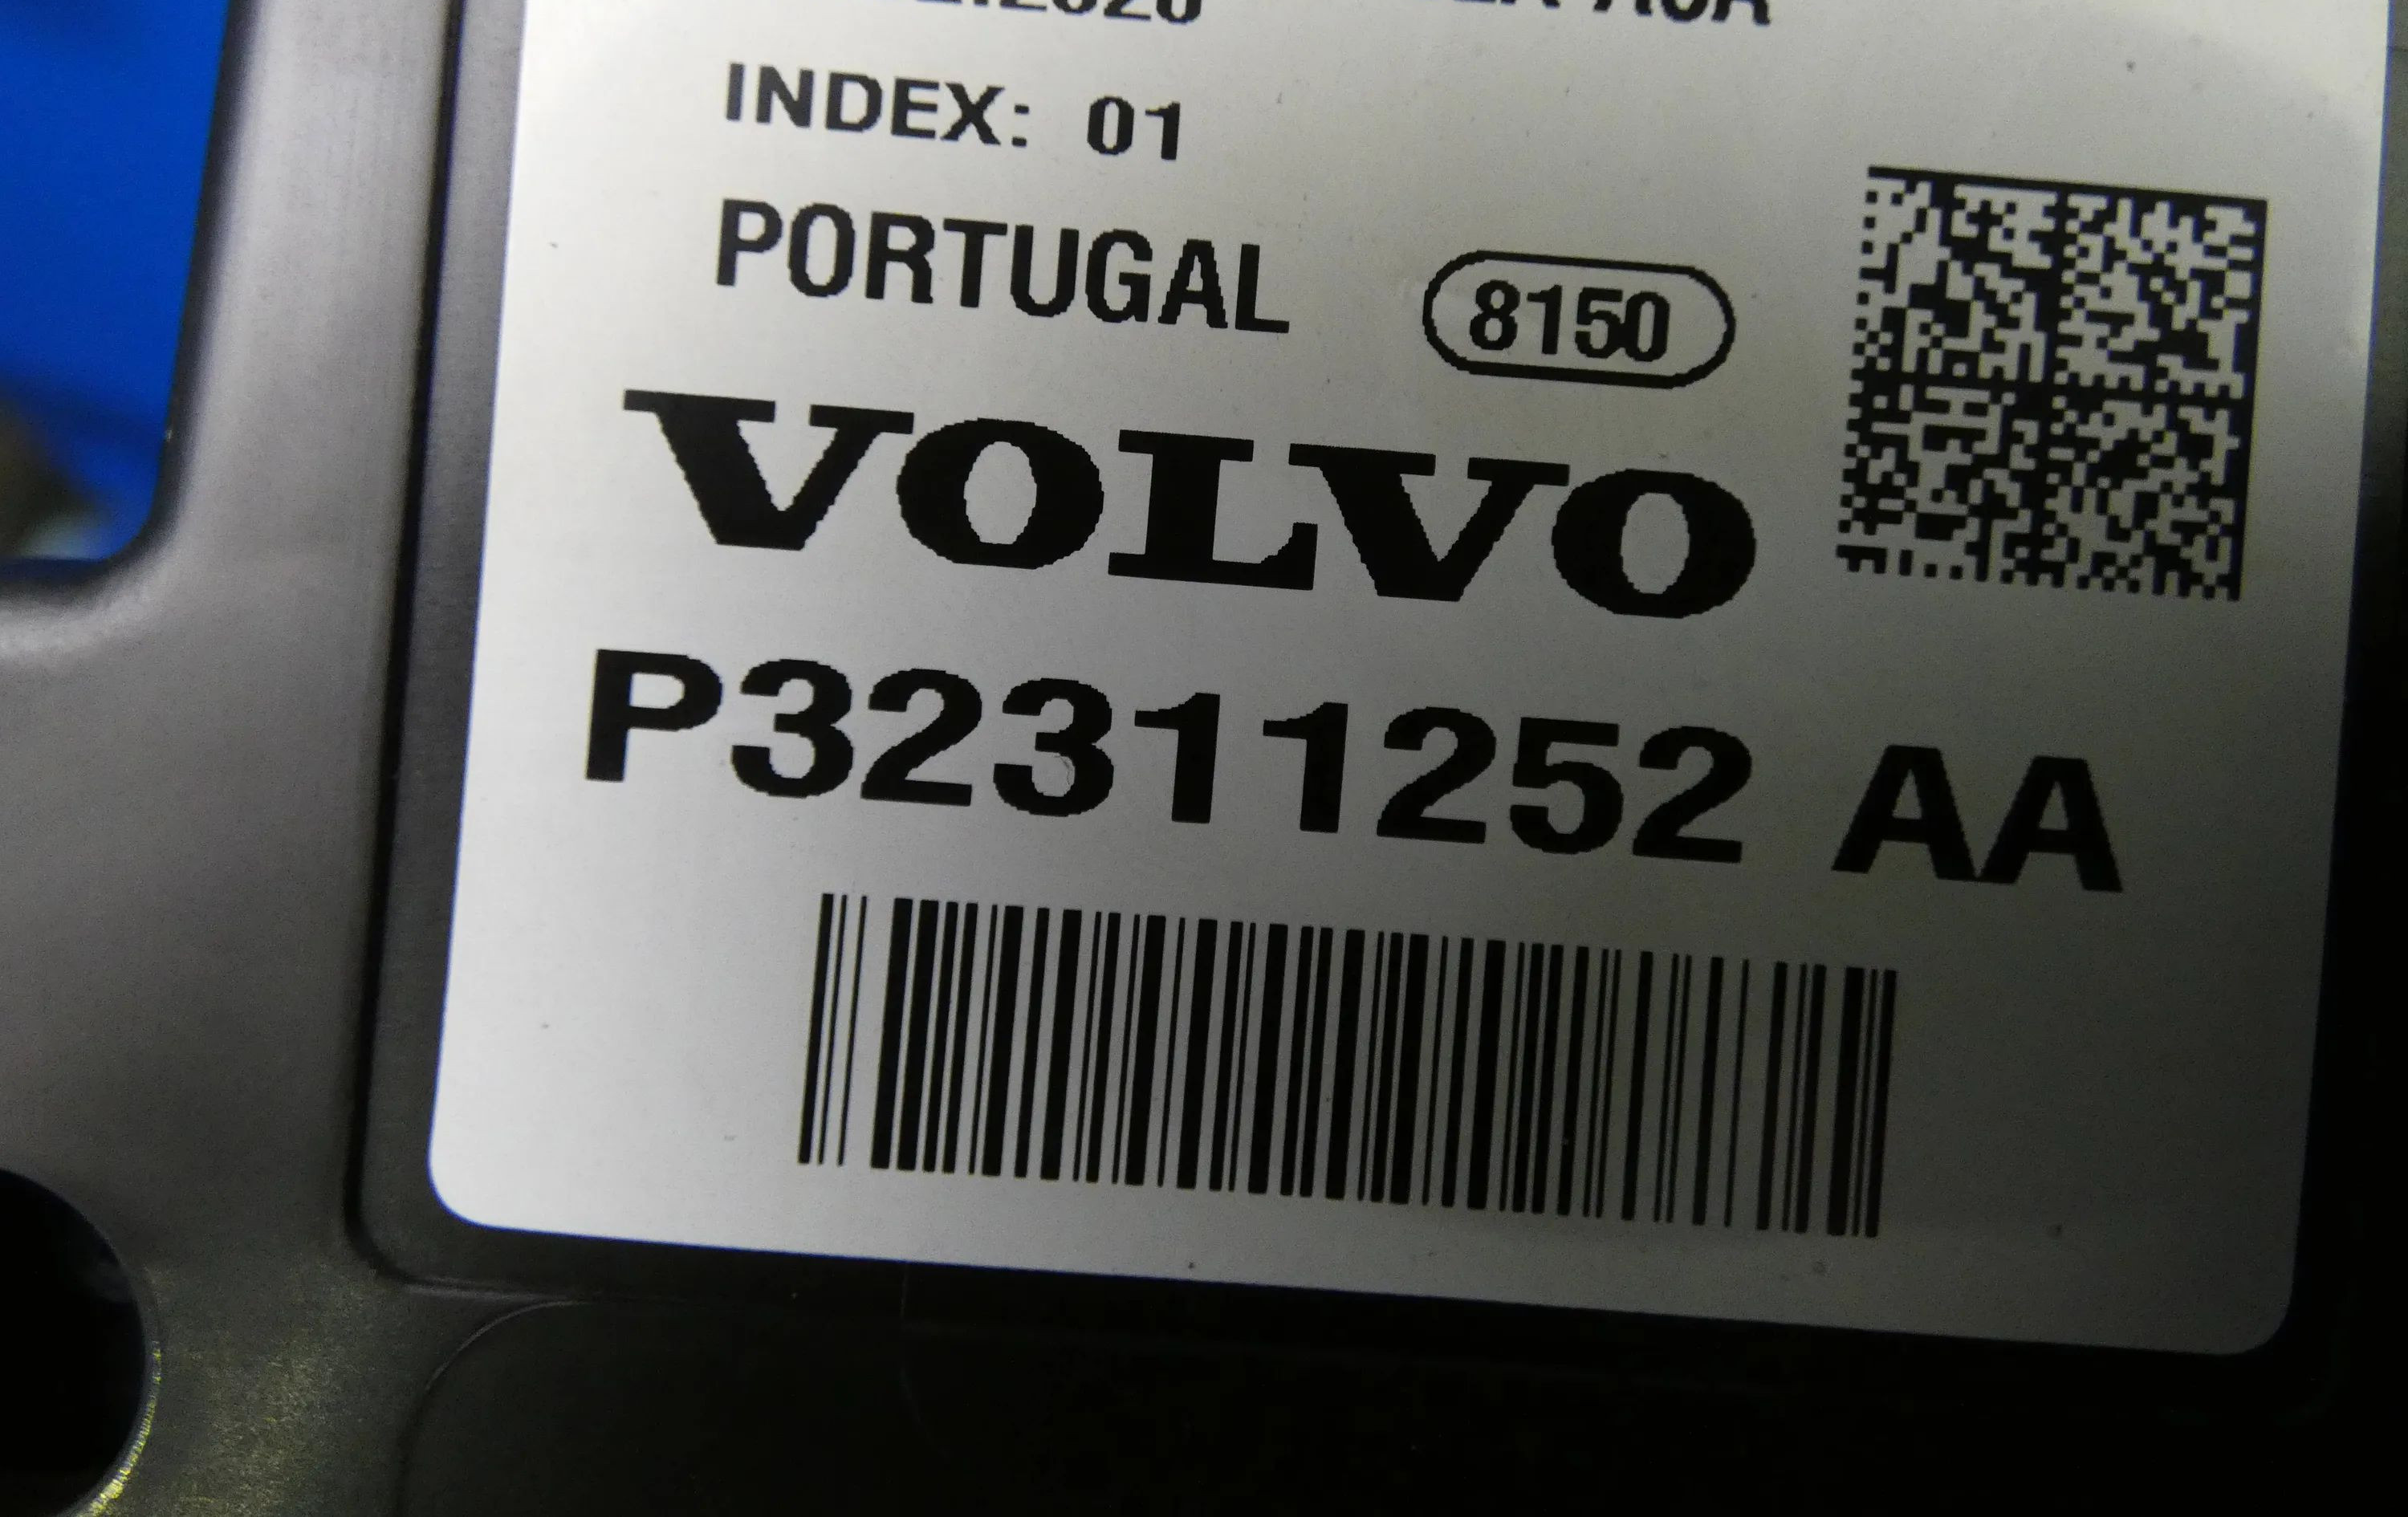 INDEX: 01
PORTUGAL 8150
VOLVO
P32311252 AA